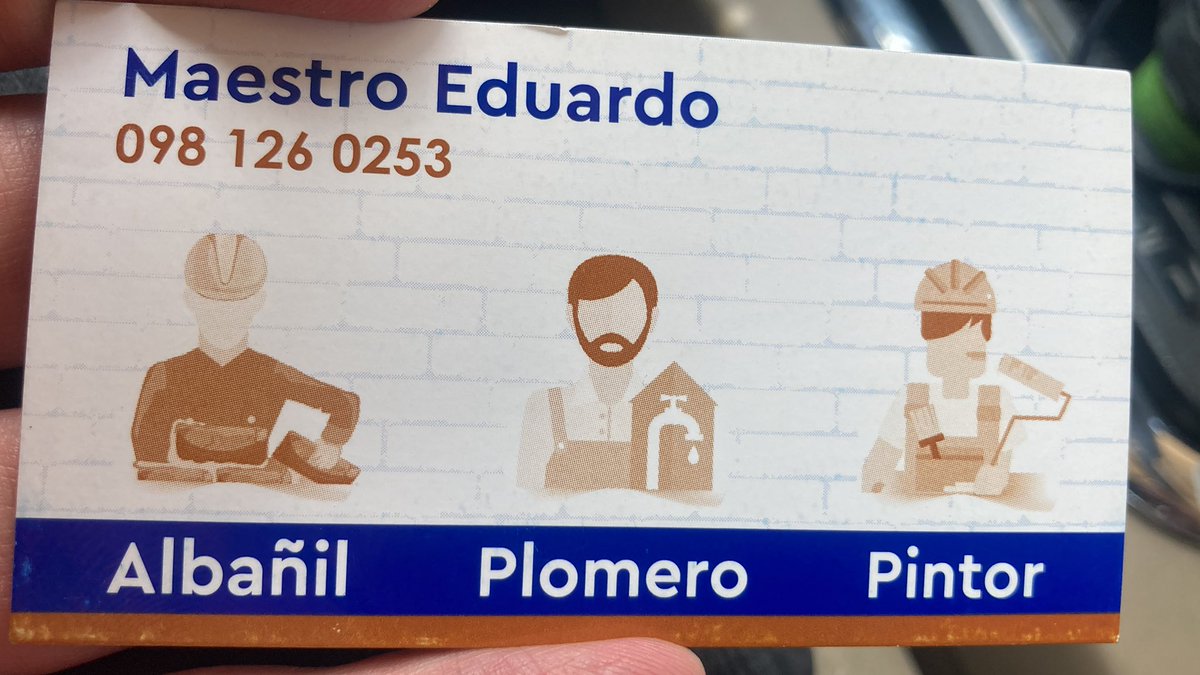 Maestro Eduardo
098 126 0253
Albañil Plomero Pintor